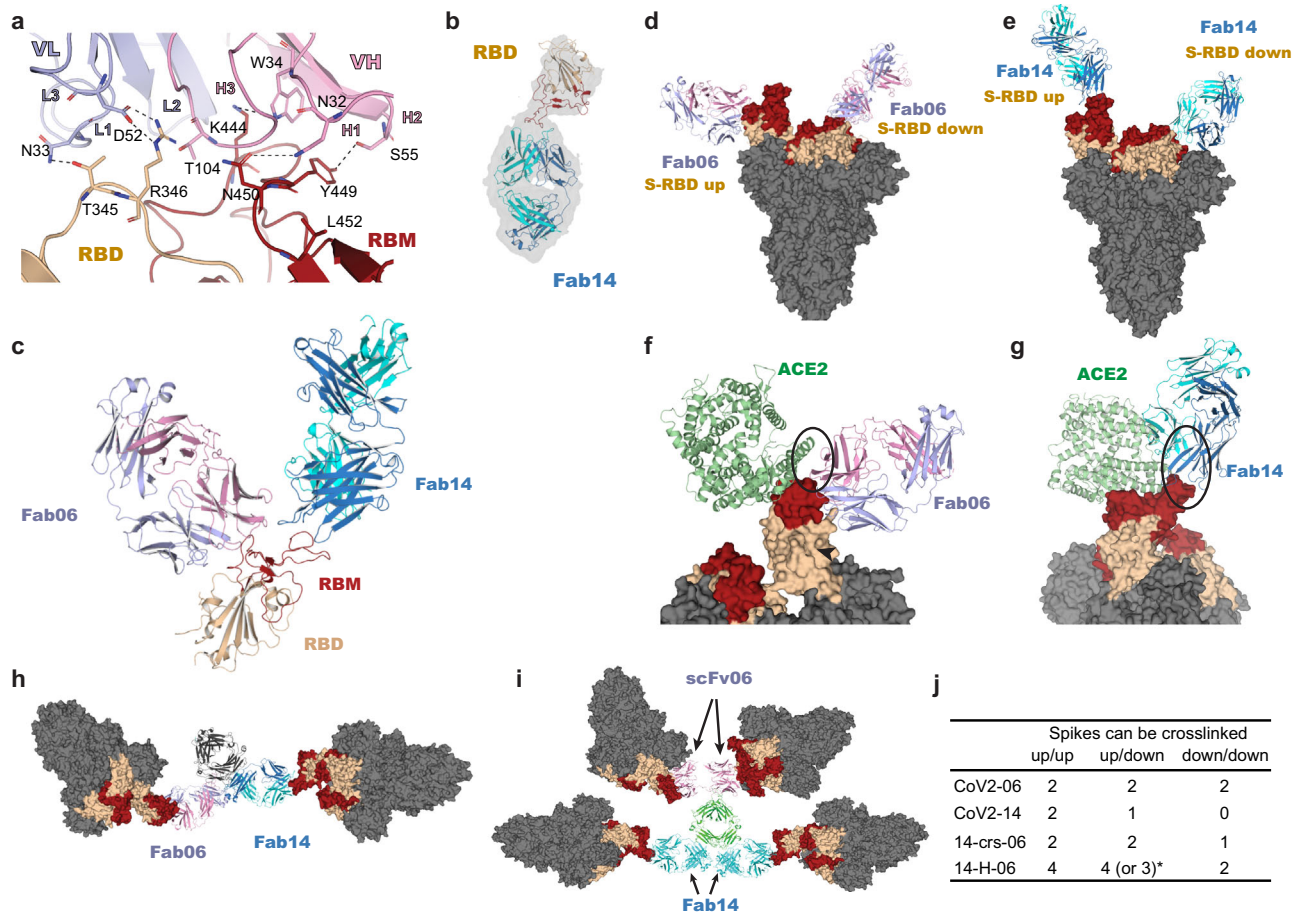 a
VL
L3
L2
L1
D52
N33
T345
R346
RBD
H3
W34
VH
N32
H2
K444
H1
T104
N450
S55
Y449
L452
RBM
b
RBD
Fab14
c
Fab06
Fab14
RBM
RBD
d
Fab06
S-RBD down
Fab06
S-RBD up
e
Fab14
S-RBD down
Fab14
S-RBD up
f
ACE2
Fab06
g
ACE2
Fab14
h
Fab06
Fab14
i
scFv06
Fab14
j
Spikes can be crosslinked
up/up up/down down/down
CoV2-06 2 2 2
CoV2-14 2 1 0
14-crs-06 2 2 1
14-H-06 4 4 (or 3)* 2